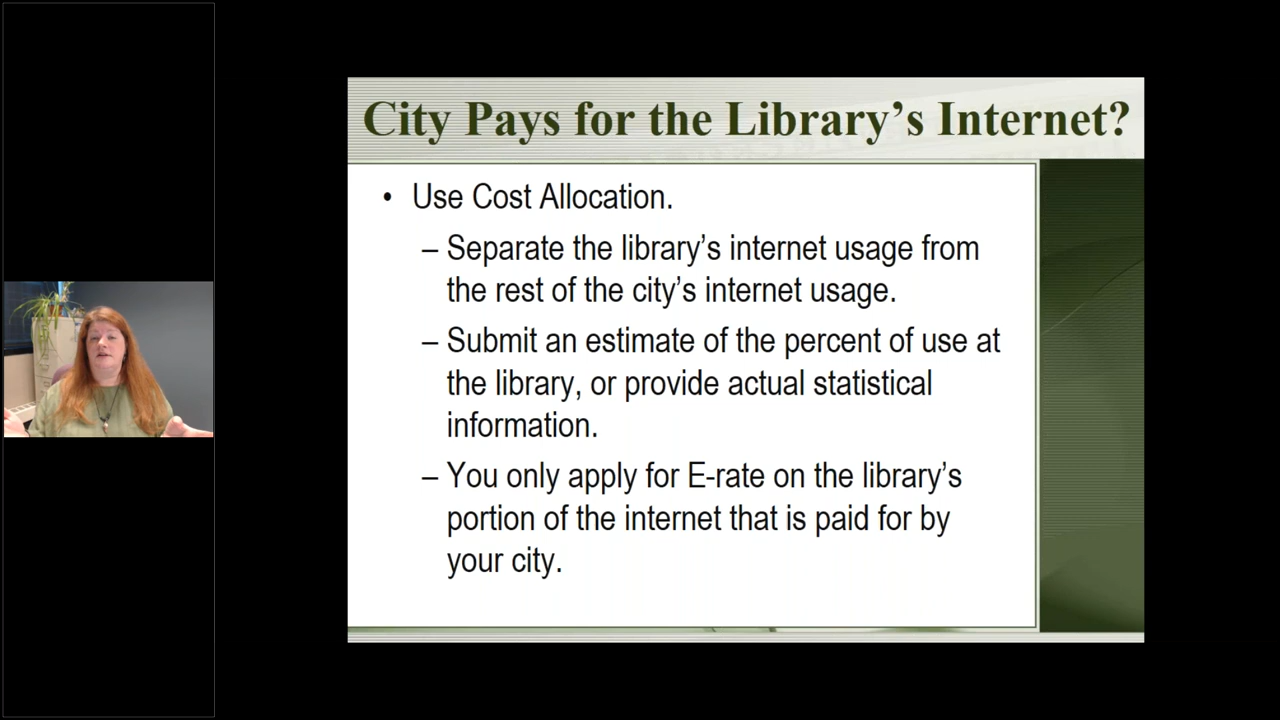 City Pays for the Library’s Internet?
• Use Cost Allocation.
– Separate the library’s internet usage from
the rest of the city’s internet usage.
– Submit an estimate of the percent of use at
the library, or provide actual statistical
information.
– You only apply for E-rate on the library’s
portion of the internet that is paid for by
your city.